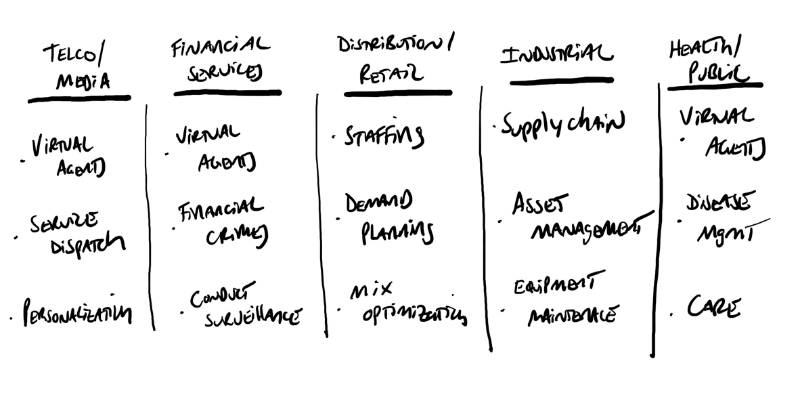 TELCO/
MEDIA
VIRTUAL
AGENTS
SERVICE
DISPATCH
PERSONALIZATION
FINANCIAL
SERVICES
VIRTUAL
AGENTS
FINANCIAL
CRIMES
CONDUCT
SURVEILLANCE
DISTRIBUTION/
RETAIL
STAFFING
DEMAND
PLANNING
MIX
OPTIMIZATION
INDUSTRIAL
Supply chain
ASSET
MANAGEMENT
EQUIPMENT
MAINTENANCE
HEALTH/
PUBLIC
VIRTUAL
AGENTS
DISEASE
MGMT
CARE